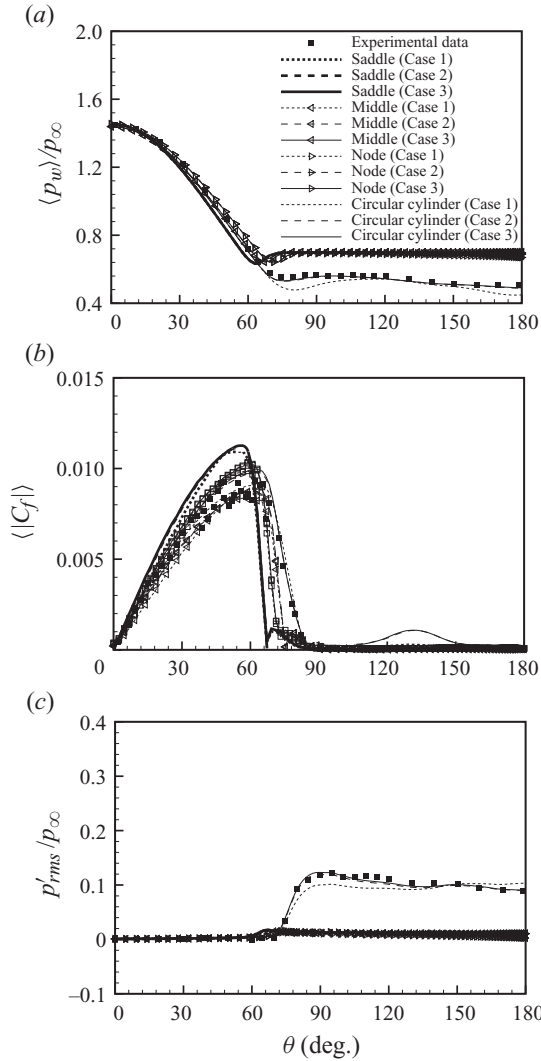 (a)
2.0
1.6
1.2
0.8
0.4
⟨p_w⟩/p_∞
Experimental data
Saddle (Case 1)
Saddle (Case 2)
Saddle (Case 3)
Middle (Case 1)
Middle (Case 2)
Middle (Case 3)
Node (Case 1)
Node (Case 2)
Node (Case 3)
Circular cylinder (Case 1)
Circular cylinder (Case 2)
Circular cylinder (Case 3)
0 30 60 90 120 150 180
(b)
0.015
0.010
0.005
⟨|C_f|⟩
0 30 60 90 120 150 180
(c)
0.4
0.3
0.2
0.1
0
−0.1
p′_rms/p_∞
0 30 60 90 120 150 180
θ (deg.)